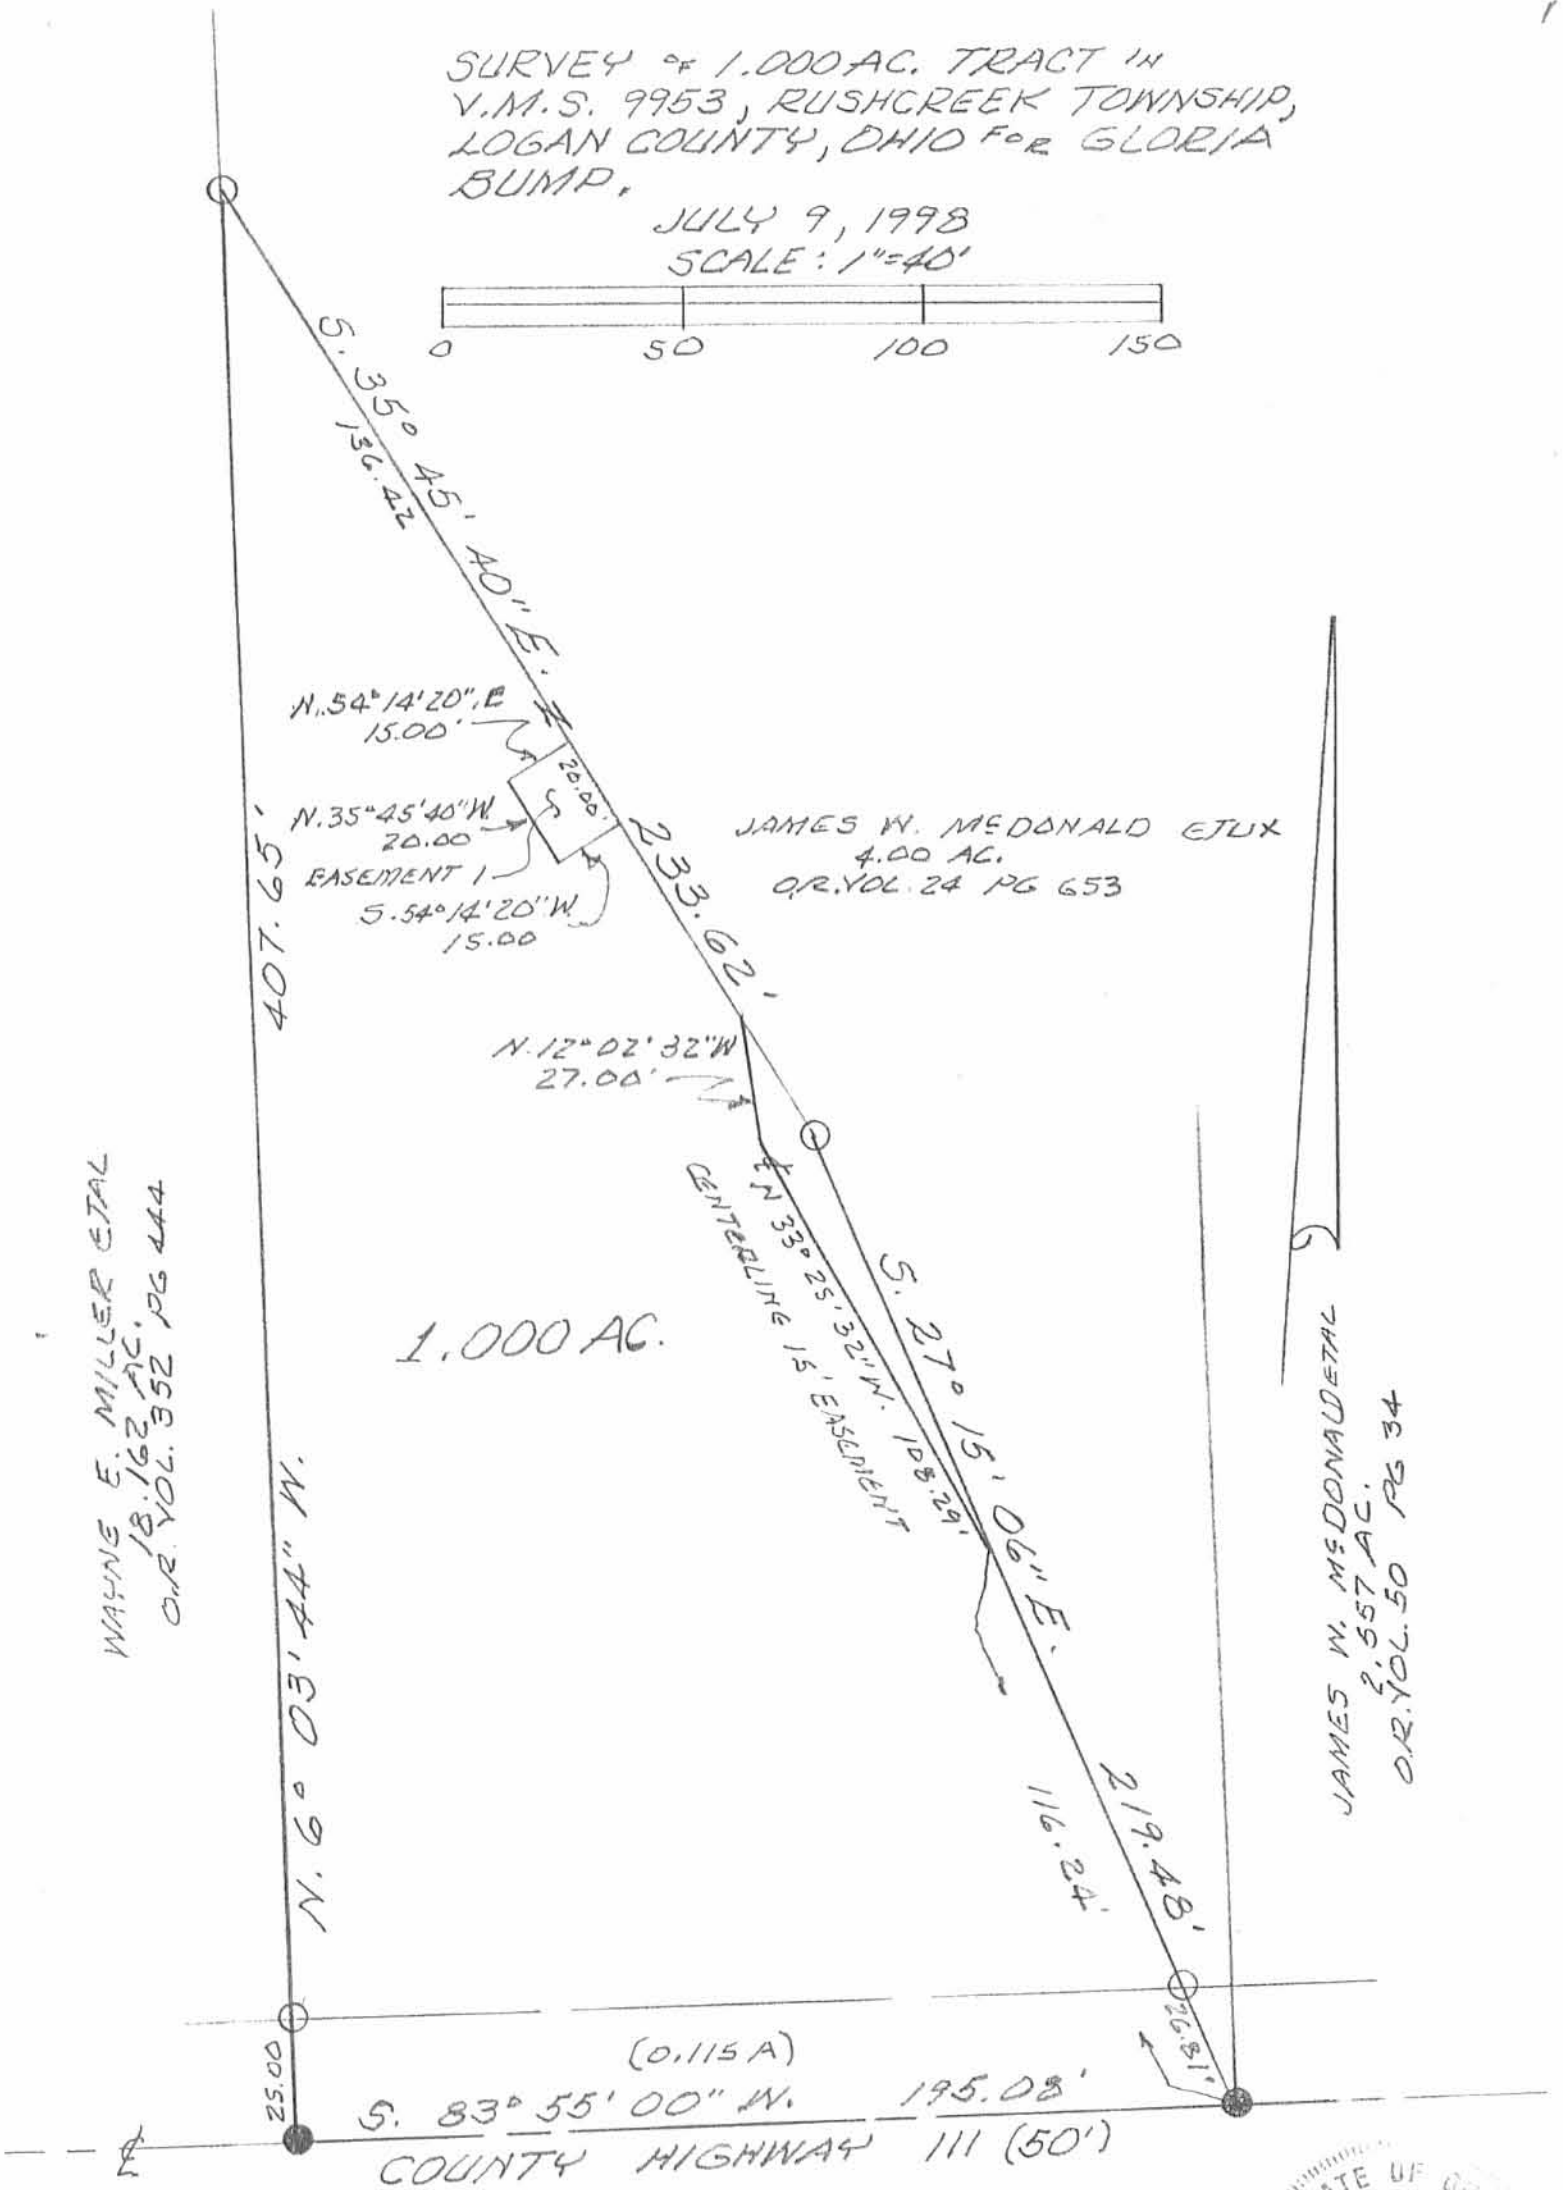 SURVEY OF 1.000 AC. TRACT IN
V.M.S. 9953, RUSHCREEK TOWNSHIP,
LOGAN COUNTY, OHIO FOR GLORIA
BUMP.
JULY 9, 1998
SCALE: 1"=40'
0 50 100 150
S. 35° 45' 40" E.
136.42
233.62'
N. 54°14'20" E
15.00'
20.00'
N. 35°45'40" W.
20.00
EASEMENT 1
S. 54°14'20" W.
15.00
JAMES W. McDONALD ETUX
4.00 AC.
O.R. VOL. 24 PG 653
407.65'
N. 6° 03' 44" W.
N. 12° 02' 32" W
27.00'
N 33° 25' 32" W. 108.29'
CENTERLINE 15' EASEMENT
S. 27° 15' 06" E.
219.48'
116.24'
WAYNE E. MILLER ETAL
18.162 AC.
O.R. VOL. 352 PG 444
1.000 AC.
JAMES W. McDONALD ETAL
2.557 AC.
O.R. VOL. 50 PG 34
26.81'
25.00
(0.115 A)
S. 83° 55' 00" W. 195.08'
COUNTY HIGHWAY 111 (50')